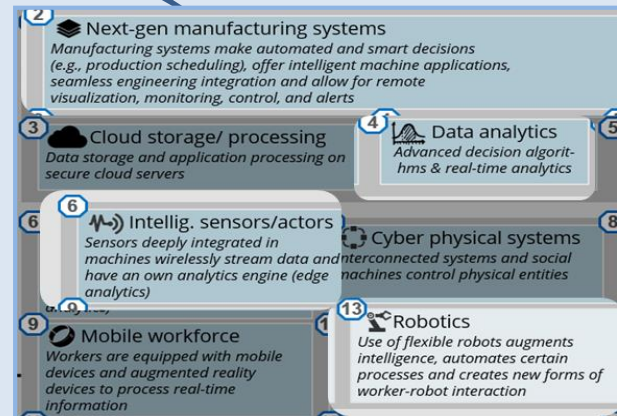 2
Next-gen manufacturing systems
Manufacturing systems make automated and smart decisions
(e.g., production scheduling), offer intelligent machine applications,
seamless engineering integration and allow for remote
visualization, monitoring, control, and alerts
3
Cloud storage/ processing
Data storage and application processing on
secure cloud servers
4
Data analytics
Advanced decision algorit-
hms & real-time analytics
5
6
6
Intellig. sensors/actors
Sensors deeply integrated in
machines wirelessly stream data and
have an own analytics engine (edge
analytics)
Cyber physical systems
interconnected systems and social
machines control physical entities
8
9
9
Mobile workforce
Workers are equipped with mobile
devices and augmented reality
devices to process real-time
information
13
Robotics
Use of flexible robots augments
intelligence, automates certain
processes and creates new forms of
worker-robot interaction